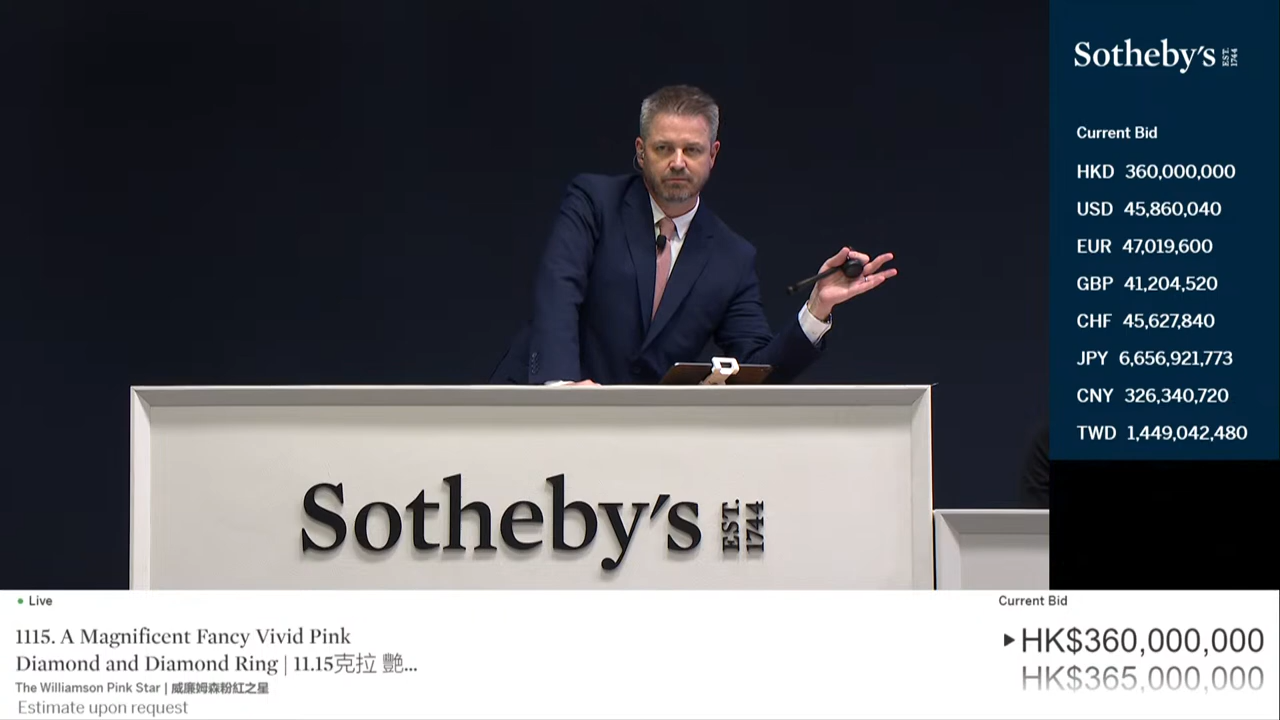 Sotheby's EST. 1744
Current Bid
HKD 360,000,000
USD 45,860,040
EUR 47,019,600
GBP 41,204,520
CHF 45,627,840
JPY 6,656,921,773
CNY 326,340,720
TWD 1,449,042,480
Sotheby's EST. 1744
Live
1115. A Magnificent Fancy Vivid Pink
Diamond and Diamond Ring | 11.15克拉 艷...
The Williamson Pink Star | 威廉姆森粉紅之星
Estimate upon request
Current Bid
HK$360,000,000
HK$365,000,000